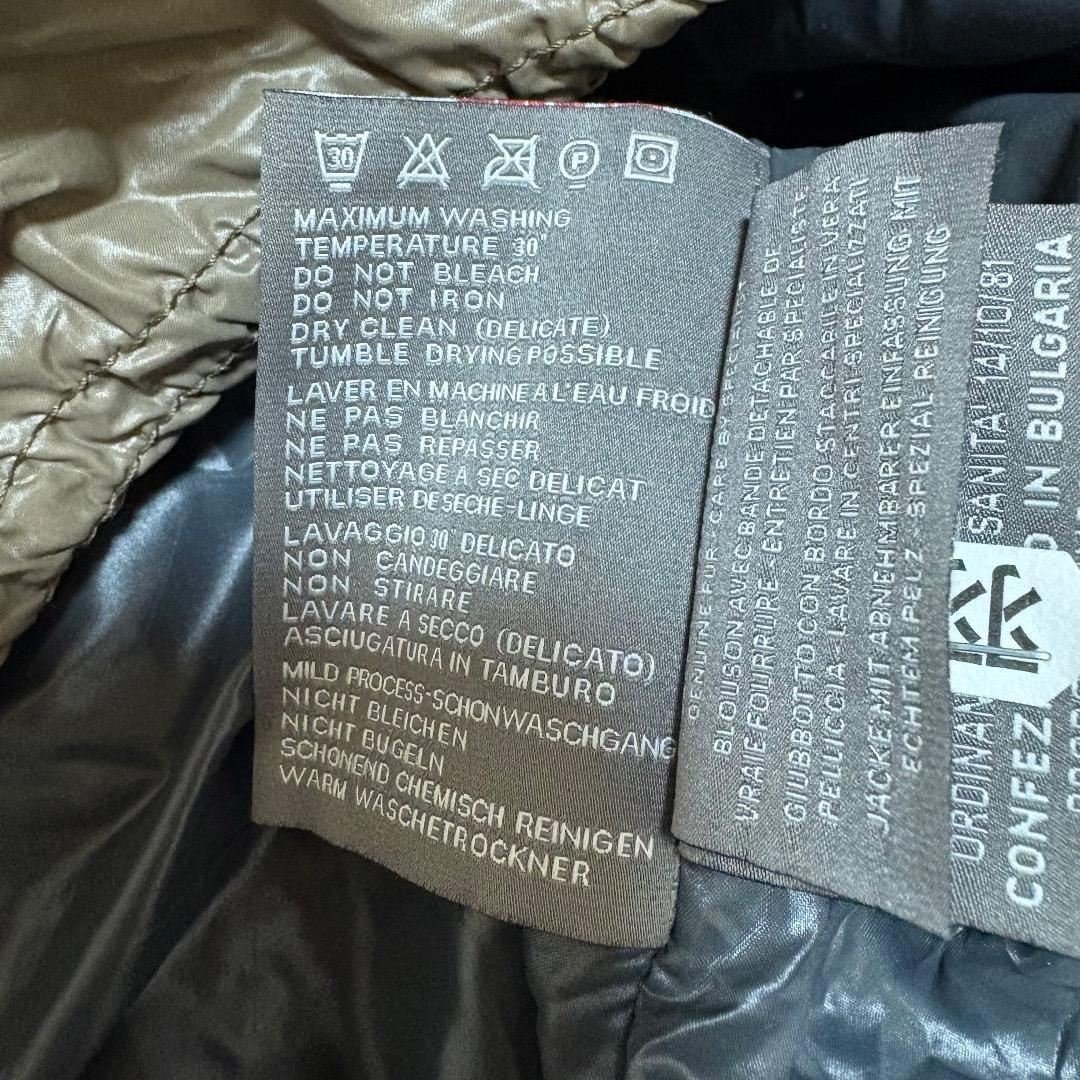 30
P
MAXIMUM WASHING
TEMPERATURE 30°
DO NOT BLEACH
DO NOT IRON
DRY CLEAN (DELICATE)
TUMBLE DRYING POSSIBLE
LAVER EN MACHINE A L'EAU FROID
NE PAS BLANCHIR
NE PAS REPASSER
NETTOYAGE A SEC DELICAT
UTILISER DE SECHE-LINGE
LAVAGGIO 30° DELICATO
NON CANDEGGIARE
NON STIRARE
LAVARE A SECCO (DELICATO)
ASCIUGATURA IN TAMBURO
MILD PROCESS-SCHONWASCHGANG
NICHT BLEICHEN
NICHT BUGELN
SCHONEND CHEMISCH REINIGEN
WARM WASCHETROCKNER
GENUINE FUR - CARE BY
BLOUSON AVEC BANDE DETACHABLE DE
VRAIE FOURRURE - ENTRETIEN PAR SPECIALISTE
GIUBBOTTO CON BORDO STACCABILE IN VERA
PELLICCIA - LAVARE IN CENTRI SPECIALIZZATI
JACKE MIT ABNEHMBARER EINFASSUNG MIT
ECHTEM PELZ - SPEZIAL REINIGUNG
SANITA' 14/10/81
CONFEZ
IN BULGARIA